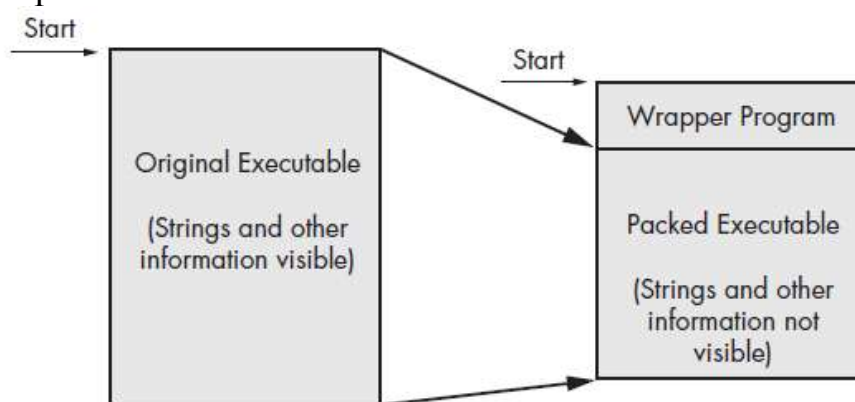 Start
Original Executable
(Strings and other
information visible)
Start
Wrapper Program
Packed Executable
(Strings and other
information not
visible)